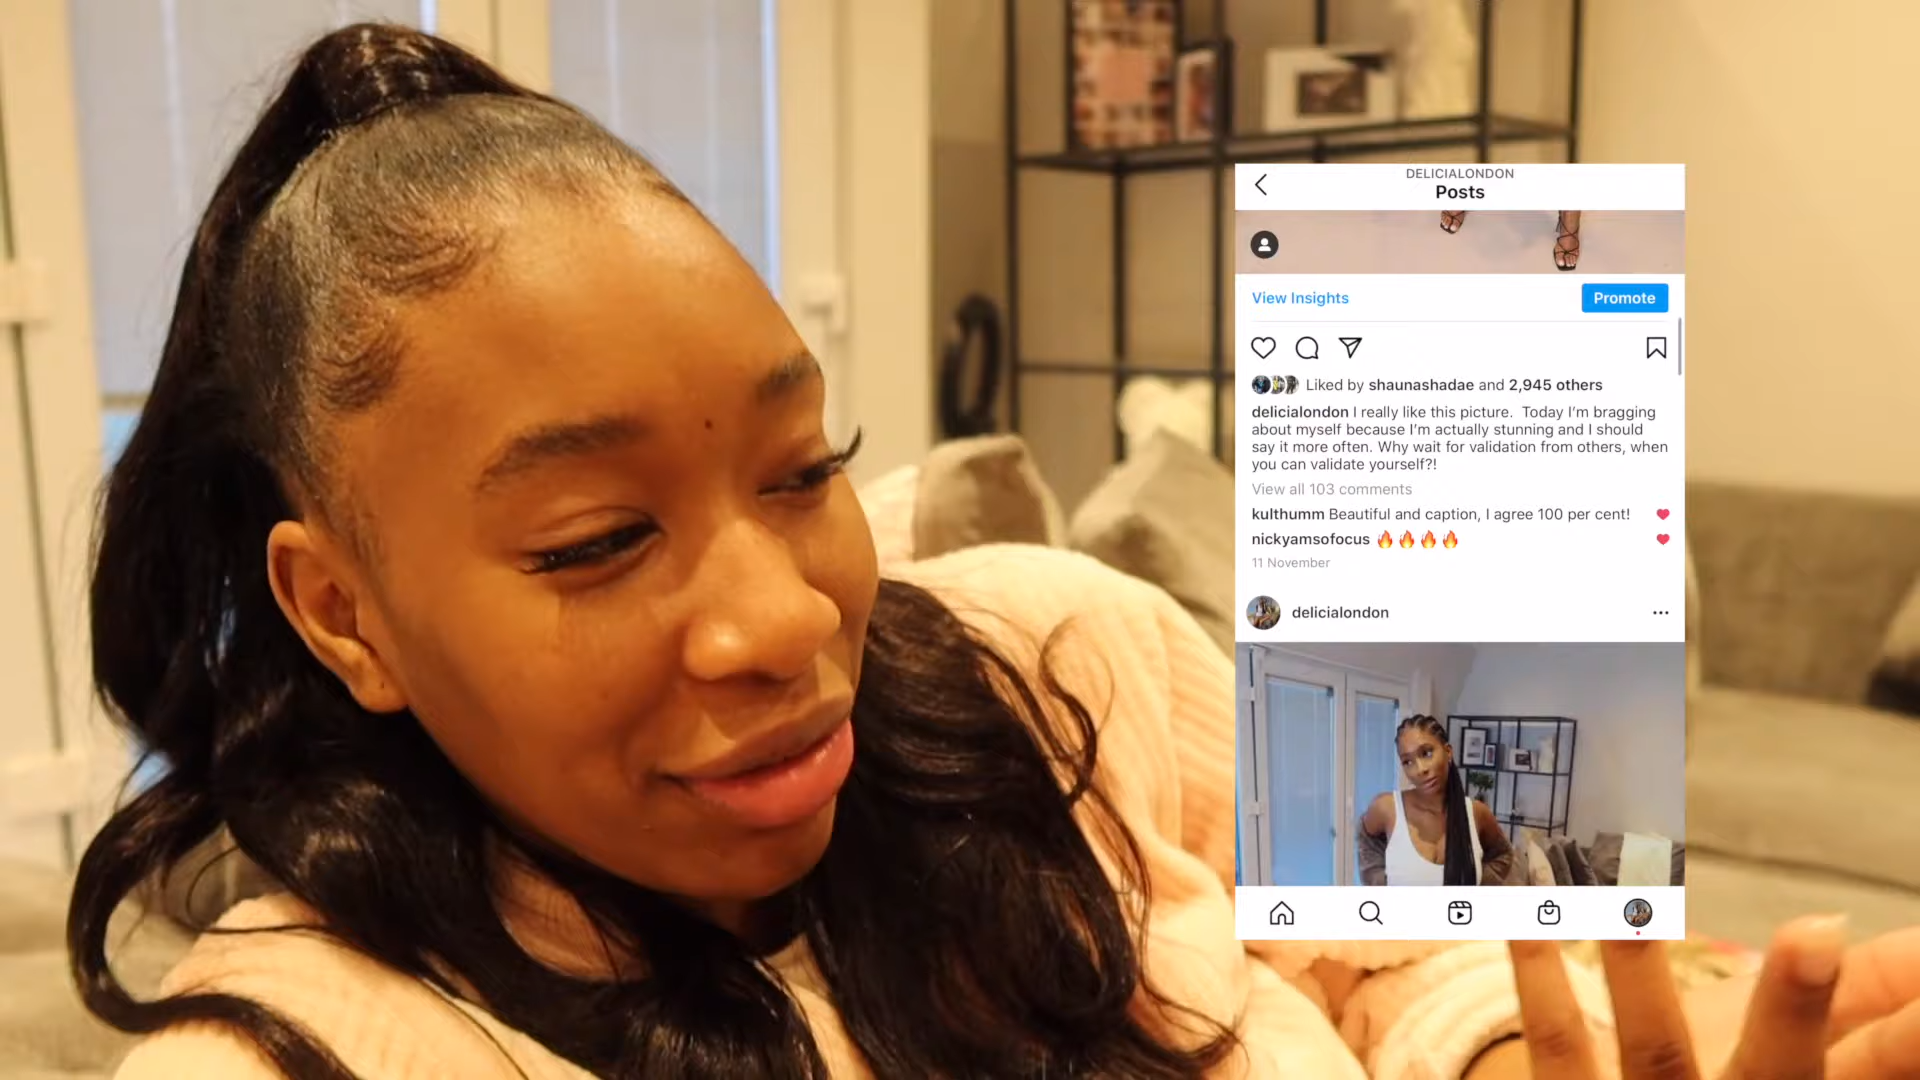 DELICIALONDON
Posts
View Insights
Promote
Liked by shaunashadae and 2,945 others
delicialondon I really like this picture.  Today I'm bragging
about myself because I'm actually stunning and I should
say it more often. Why wait for validation from others, when
you can validate yourself?!
View all 103 comments
kulthumm Beautiful and caption, I agree 100 per cent!
nickyamsofocus 🔥🔥🔥🔥
11 November
delicialondon